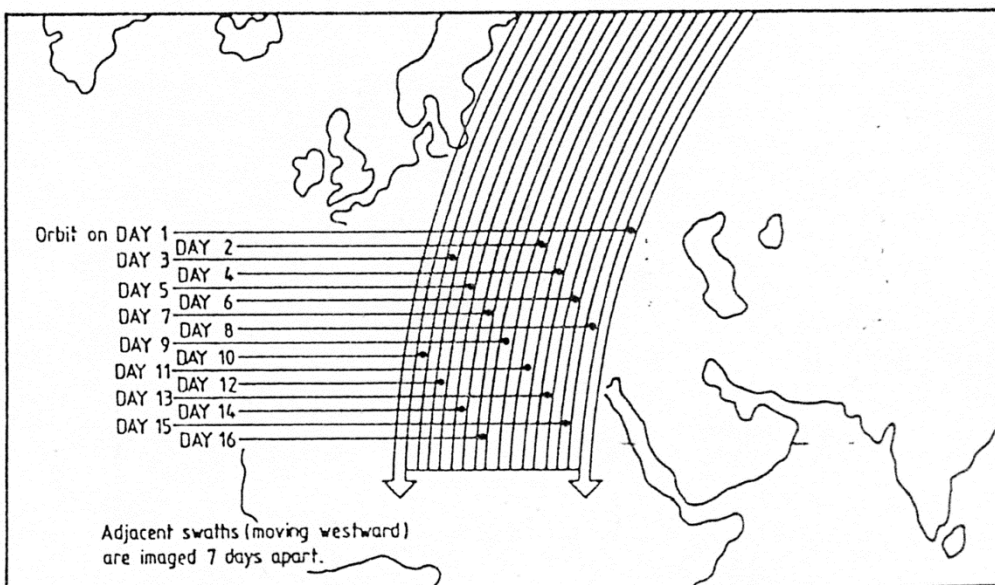 Orbit on DAY 1
DAY 2
DAY 3
DAY 4
DAY 5
DAY 6
DAY 7
DAY 8
DAY 9
DAY 10
DAY 11
DAY 12
DAY 13
DAY 14
DAY 15
DAY 16
Adjacent swaths (moving westward)
are imaged 7 days apart.